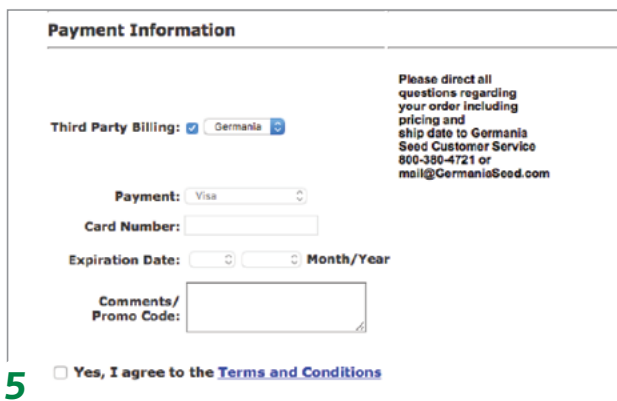 Payment Information
Please direct all
questions regarding
your order including
pricing and
ship date to Germania
Seed Customer Service
800-380-4721 or
mail@GermaniaSeed.com
Third Party Billing: Germania
Payment: Visa
Card Number:
Expiration Date: Month/Year
Comments/
Promo Code:
Yes, I agree to the Terms and Conditions
5